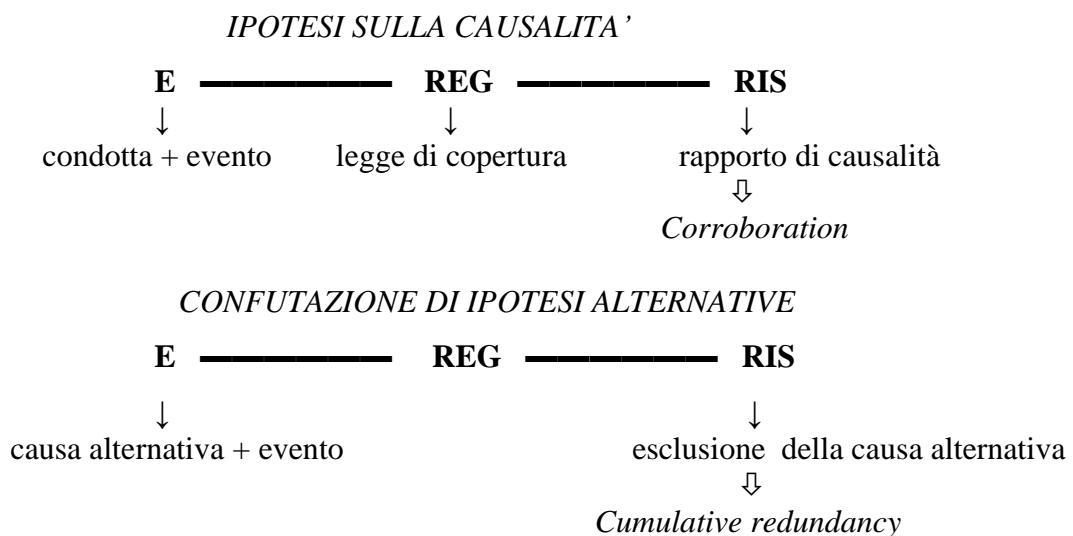 IPOTESI SULLA CAUSALITA'
E REG RIS
↓ ↓ ↓
condotta + evento legge di copertura rapporto di causalità
⇩
Corroboration
CONFUTAZIONE DI IPOTESI ALTERNATIVE
E REG RIS
↓ ↓
causa alternativa + evento esclusione della causa alternativa
⇩
Cumulative redundancy